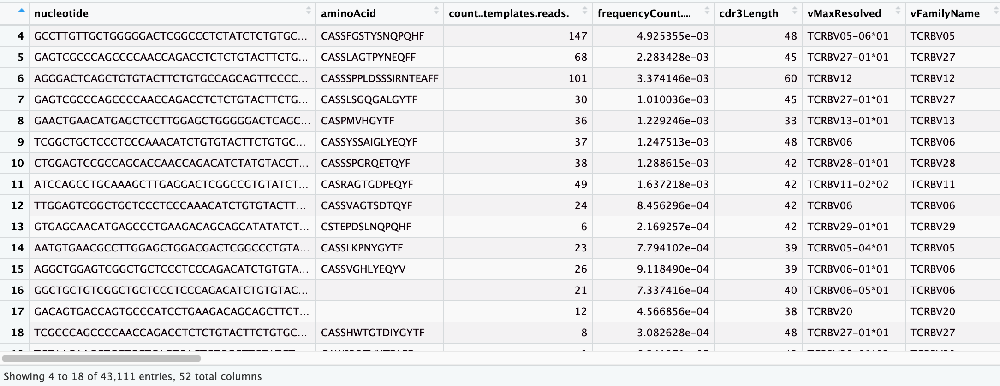 nucleotide aminoAcid count..templates.reads. frequencyCount.... cdr3Length vMaxResolved vFamilyName
4 GCCTTGTTGCTGGGGGACTCGGCCCTCTATCTCTGTGC... CASSFGSTYSNQPQHF 147 4.925355e-03 48 TCRBV05-06*01 TCRBV05
5 GAGTCGCCCAGCCCCAACCAGACCTCTCTGTACTTCTG... CASSLAGTPYNEQFF 68 2.283428e-03 45 TCRBV27-01*01 TCRBV27
6 AGGGACTCAGCTGTGTACTTCTGTGCCAGCAGTTCCCC... CASSSPPLDSSSIRNTEAFF 101 3.374146e-03 60 TCRBV12 TCRBV12
7 GAGTCGCCCAGCCCCAACCAGACCTCTCTGTACTTCTG... CASSLSGQGALGYTF 30 1.010036e-03 45 TCRBV27-01*01 TCRBV27
8 GAACTGAACATGAGCTCCTTGGAGCTGGGGGACTCAGC... CASPMVHGYTF 36 1.229246e-03 33 TCRBV13-01*01 TCRBV13
9 TCGGCTGCTCCCTCCCAAACATCTGTGTACTTCTGTGC... CASSYSSAIGLYEQYF 37 1.247513e-03 48 TCRBV06 TCRBV06
10 CTGGAGTCCGCCAGCACCAACCAGACATCTATGTACCT... CASSSPGRQETQYF 38 1.288615e-03 42 TCRBV28-01*01 TCRBV28
11 ATCCAGCCTGCAAAGCTTGAGGACTCGGCCGTGTATCT... CASRAGTGDPEQYF 49 1.637218e-03 42 TCRBV11-02*02 TCRBV11
12 TTGGAGTCGGCTGCTCCCTCCCAAACATCTGTGTACTT... CASSVAGTSDTQYF 24 8.456296e-04 42 TCRBV06 TCRBV06
13 GTGAGCAACATGAGCCCTGAAGACAGCAGCATATATCT... CSTEPDSLNQPQHF 6 2.169257e-04 42 TCRBV29-01*01 TCRBV29
14 AATGTGAACGCCTTGGAGCTGGACGACTCGGCCCTGTA... CASSLKPNYGYTF 23 7.794102e-04 39 TCRBV05-04*01 TCRBV05
15 AGGCTGGAGTCGGCTGCTCCCTCCCAGACATCTGTGTA... CASSVGHLYEQYV 26 9.118490e-04 39 TCRBV06-01*01 TCRBV06
16 GGCTGCTGTCGGCTGCTCCCTCCCAGACATCTGTGTAC... 21 7.337416e-04 40 TCRBV06-05*01 TCRBV06
17 GACAGTGACCAGTGCCCATCCTGAAGACAGCAGCTTCT... 12 4.566856e-04 38 TCRBV20 TCRBV20
18 TCGCCCAGCCCCAACCAGACCTCTCTGTACTTCTGTGC... CASSHWTGTDIYGYTF 8 3.082628e-04 48 TCRBV27-01*01 TCRBV27
Showing 4 to 18 of 43,111 entries, 52 total columns